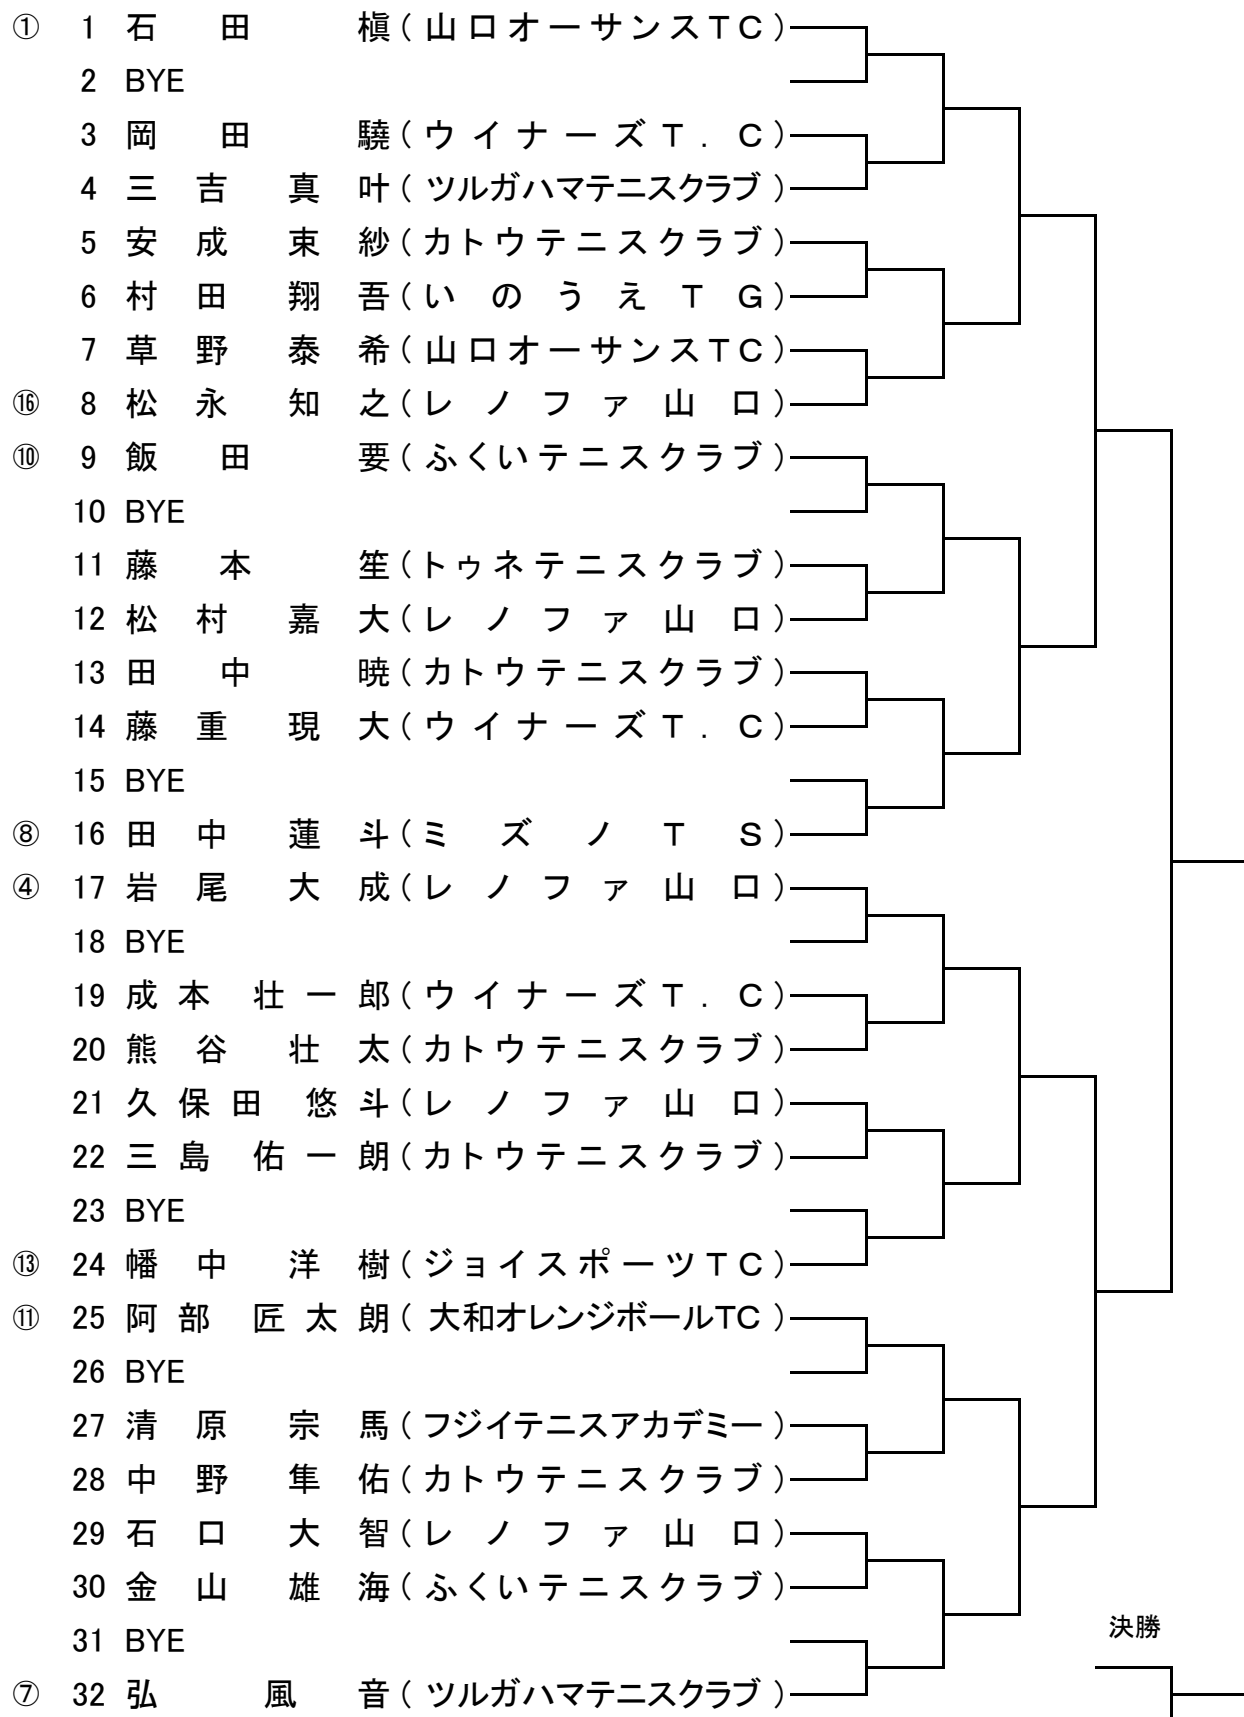 ① 1 石田 槇(山口オーサンスTC)
2 BYE
3 岡田 驍(ウイナーズT.C)
4 三吉真叶(ツルガハマテニスクラブ)
5 安成束紗(カトウテニスクラブ)
6 村田翔吾(いのうえTG)
7 草野泰希(山口オーサンスTC)
⑯ 8 松永知之(レノファ山口)
⑩ 9 飯田 要(ふくいテニスクラブ)
10 BYE
11 藤本 笙(トゥネテニスクラブ)
12 松村嘉大(レノファ山口)
13 田中 暁(カトウテニスクラブ)
14 藤重現大(ウイナーズT.C)
15 BYE
⑧ 16 田中蓮斗(ミズノTS)
④ 17 岩尾大成(レノファ山口)
18 BYE
19 成本壮一郎(ウイナーズT.C)
20 熊谷壮太(カトウテニスクラブ)
21 久保田悠斗(レノファ山口)
22 三島佑一朗(カトウテニスクラブ)
23 BYE
⑬ 24 幡中洋樹(ジョイスポーツTC)
⑪ 25 阿部匠太朗(大和オレンジボールTC)
26 BYE
27 清原宗馬(フジイテニスアカデミー)
28 中野隼佑(カトウテニスクラブ)
29 石口大智(レノファ山口)
30 金山雄海(ふくいテニスクラブ)
31 BYE
決勝
⑦ 32 弘 風音(ツルガハマテニスクラブ)